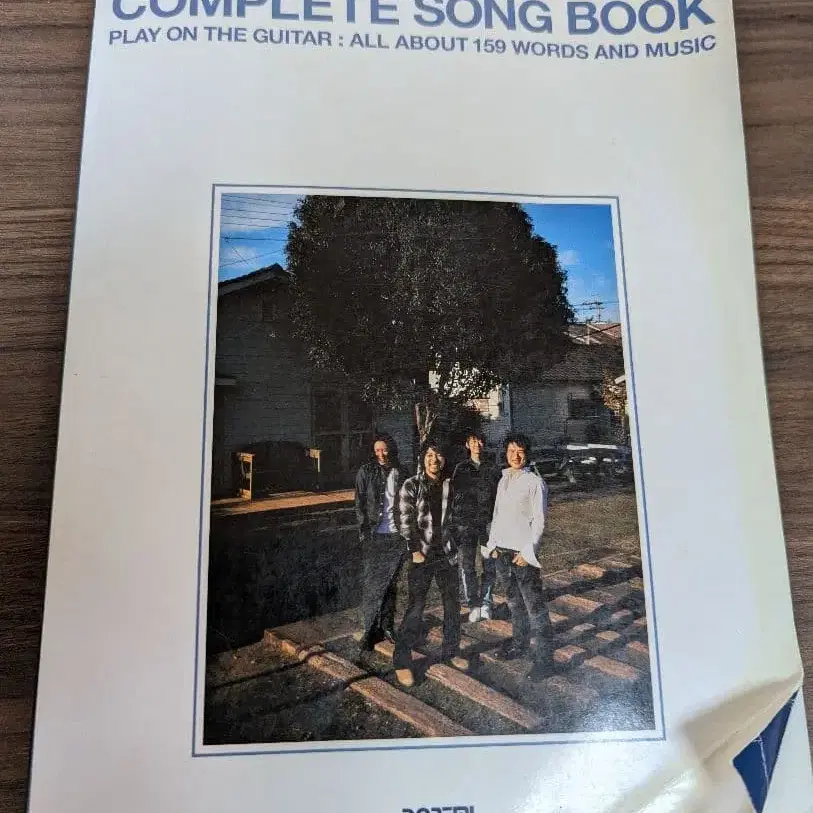 COMPLETE SONG BOOK
PLAY ON THE GUITAR : ALL ABOUT 159 WORDS AND MUSIC